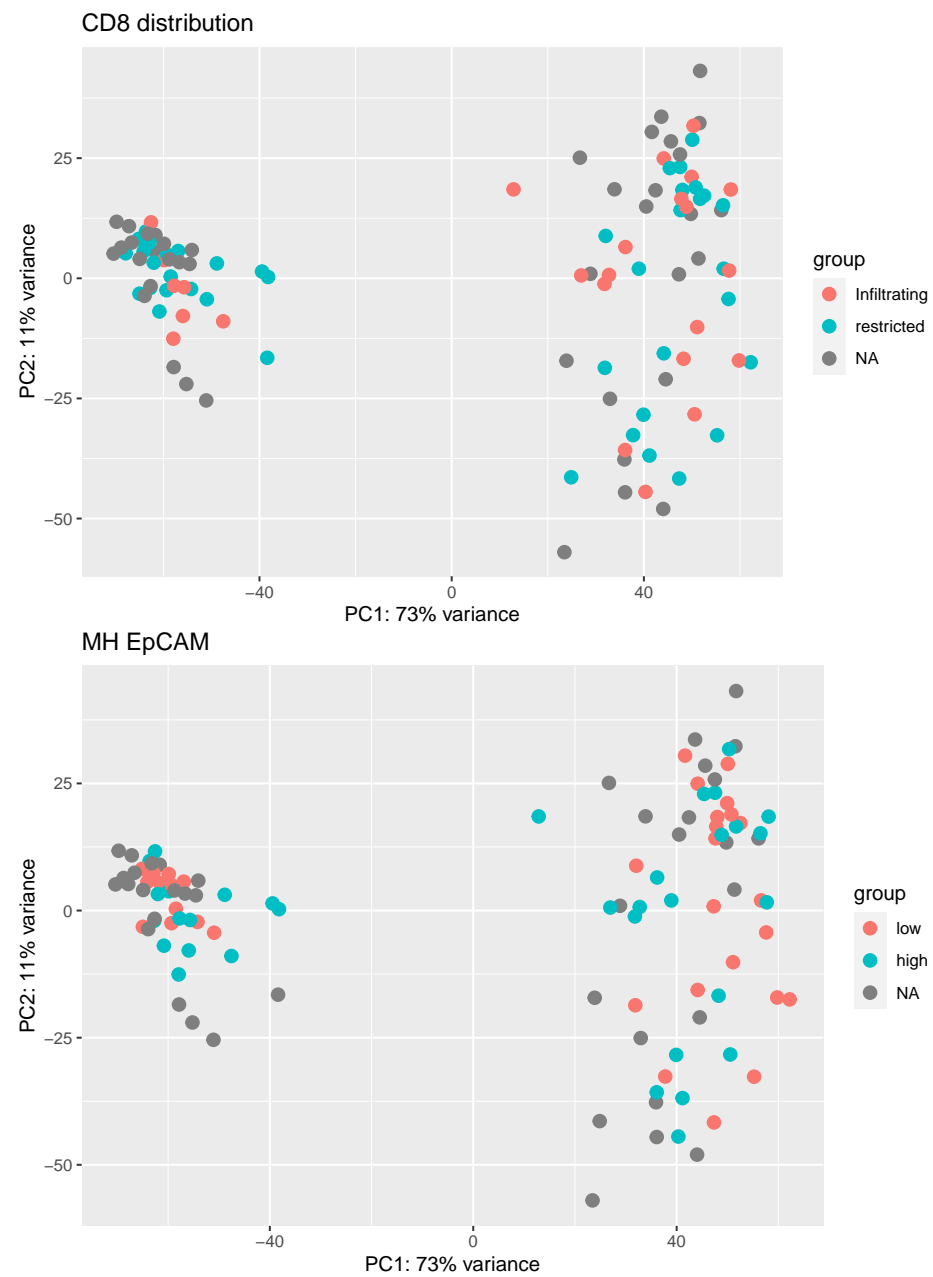 CD8 distribution
25
0
−25
−50
PC2: 11% variance
−40
0
40
PC1: 73% variance
group
Infiltrating
restricted
NA
MH EpCAM
25
0
−25
−50
PC2: 11% variance
−40
0
40
PC1: 73% variance
group
low
high
NA